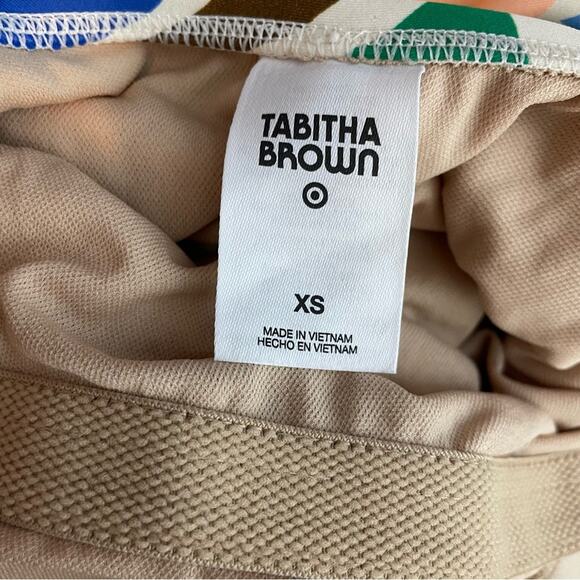 TABITHA
BROWN
XS
MADE IN VIETNAM
HECHO EN VIETNAM